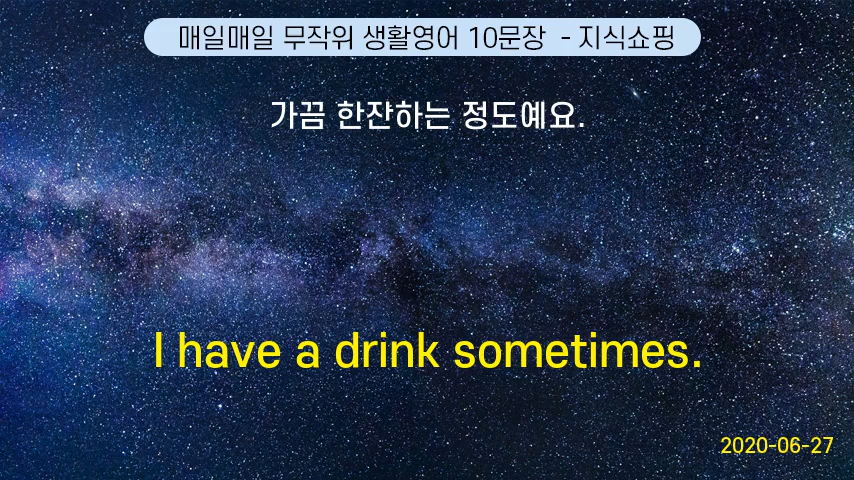 매일매일 무작위 생활영어 10문장 - 지식쇼핑
가끔 한쟌하는 정도예요.
I have a drink sometimes.
2020-06-27